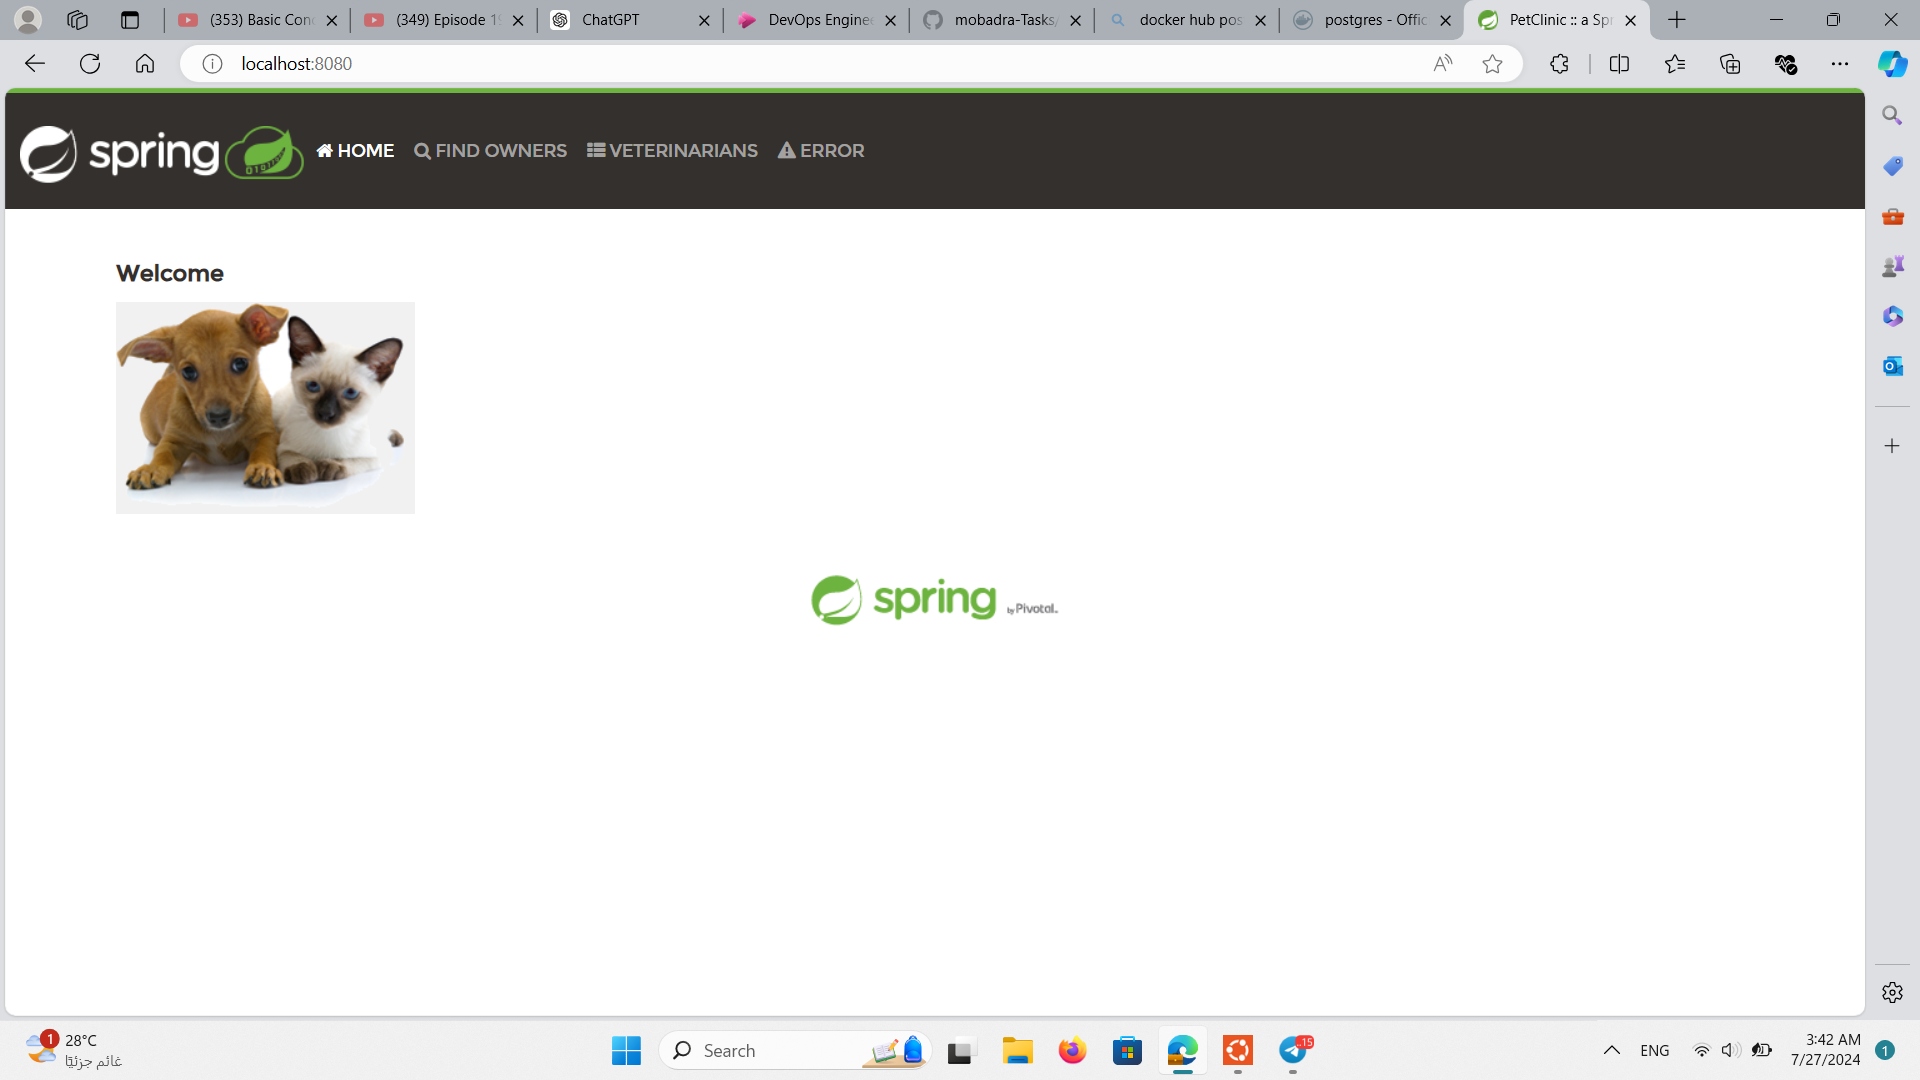 (353) Basic Con
(349) Episode 19
ChatGPT
DevOps Enginee
mobadra-Tasks/
docker hub pos
postgres - Offic
PetClinic :: a Spr
localhost:8080
spring
HOME
FIND OWNERS
VETERINARIANS
ERROR
Welcome
spring by Pivotal.
1
28°C
غائم جزئيًا
Search
15
ENG
3:42 AM
7/27/2024
1